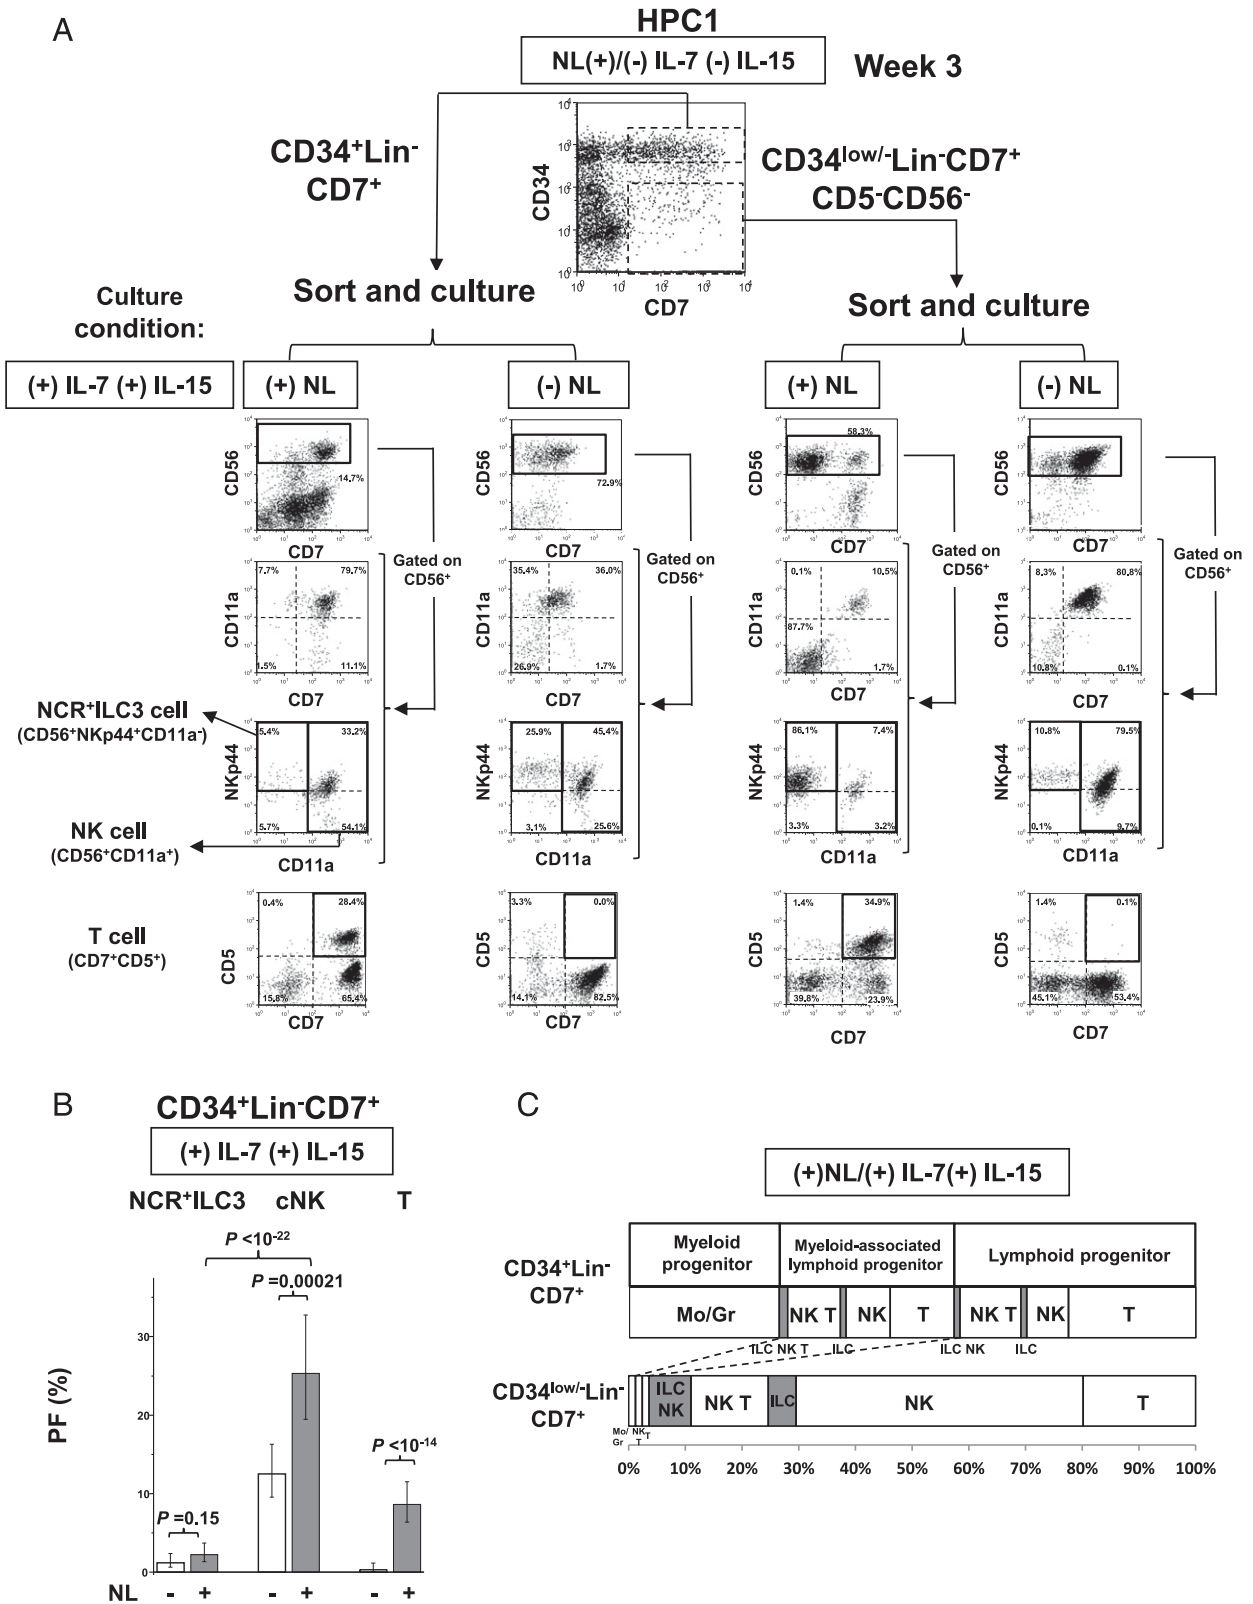 A
HPC1
NL(+)/(-) IL-7 (-) IL-15
Week 3
CD34+Lin-
CD7+
CD34low/-Lin-CD7+
CD5-CD56-
CD34
10⁴
10³
10²
10¹
10⁰
10⁰ 10¹ 10² 10³ 10⁴
CD7
Sort and culture
Sort and culture
Culture
condition:
(+) IL-7 (+) IL-15
(+) NL
(-) NL
(+) NL
(-) NL
CD56
14.7%
CD7
CD56
72.9%
CD7
CD56
58.3%
CD7
CD56
CD7
Gated on
CD56+
Gated on
CD56+
Gated on
CD56+
Gated on
CD56+
CD11a
7.7% 79.7%
1.5% 11.1%
CD7
CD11a
35.4% 36.0%
26.9% 1.7%
CD7
CD11a
0.1% 10.5%
87.7%
1.7%
CD7
CD11a
8.3% 80.8%
10.8% 0.1%
CD7
NCR+ILC3 cell
(CD56+NKp44+CD11a-)
NK cell
(CD56+CD11a+)
NKp44
5.4% 33.2%
5.7% 54.1%
CD11a
NKp44
25.9% 45.4%
3.1% 25.6%
CD11a
NKp44
86.1% 7.4%
3.3% 3.2%
CD11a
NKp44
10.8% 79.5%
0.1% 9.7%
CD11a
T cell
(CD7+CD5+)
CD5
0.4% 28.4%
15.8% 65.4%
CD7
CD5
3.3% 0.0%
14.1% 82.5%
CD7
CD5
1.4% 34.9%
39.8% 23.9%
CD7
CD5
1.4% 0.1%
45.1% 53.4%
CD7
B
CD34+Lin-CD7+
(+) IL-7 (+) IL-15
NCR+ILC3 cNK T
P <10-22
P =0.00021
P <10-14
P =0.15
PF (%)
30
20
10
0
NL - + - + - +
C
(+)NL/(+) IL-7(+) IL-15
CD34+Lin-
CD7+
Myeloid
progenitor
Myeloid-associated
lymphoid progenitor
Lymphoid progenitor
Mo/Gr NK T NK T NK T NK T
ILC NK T ILC ILC NK ILC
CD34low/-Lin-
CD7+
ILC
NK
NK T ILC NK T
Mo/
Gr
NK
T
T
0% 10% 20% 30% 40% 50% 60% 70% 80% 90% 100%